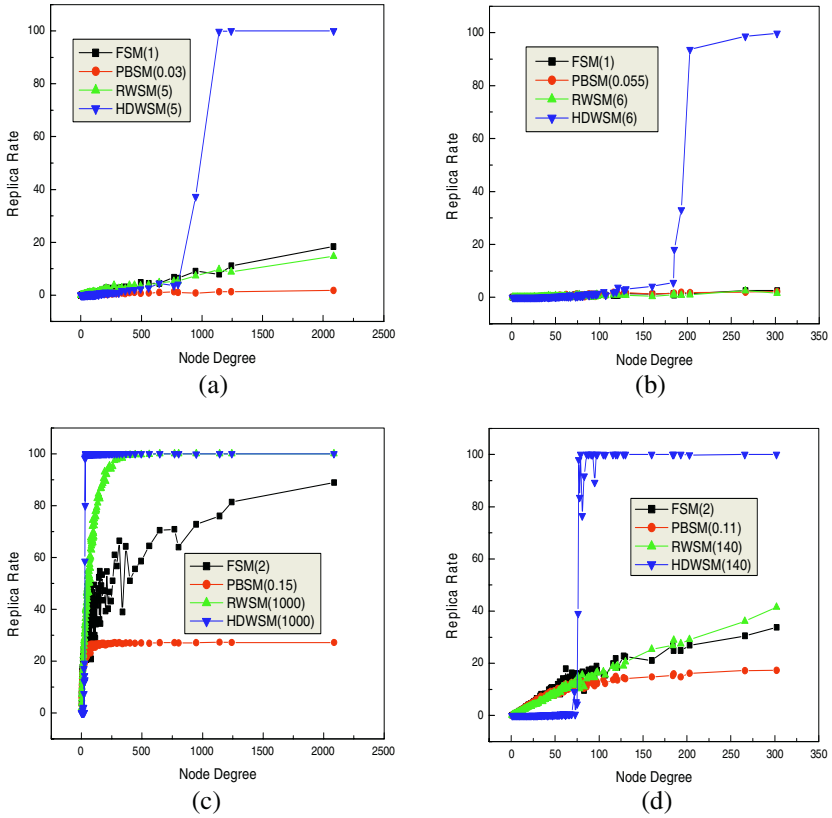 FSM(1)
PBSM(0.03)
RWSM(5)
HDWSM(5)
Replica Rate
100
80
60
40
20
0
0 500 1000 1500 2000 2500
Node Degree
(a)
FSM(1)
PBSM(0.055)
RWSM(6)
HDWSM(6)
Replica Rate
100
80
60
40
20
0
0 50 100 150 200 250 300 350
Node Degree
(b)
FSM(2)
PBSM(0.15)
RWSM(1000)
HDWSM(1000)
Replica Rate
100
80
60
40
20
0
0 500 1000 1500 2000 2500
Node Degree
(c)
FSM(2)
PBSM(0.11)
RWSM(140)
HDWSM(140)
Replica Rate
100
80
60
40
20
0
0 25 50 75 100 150 200 250 300 350
Node Degree
(d)